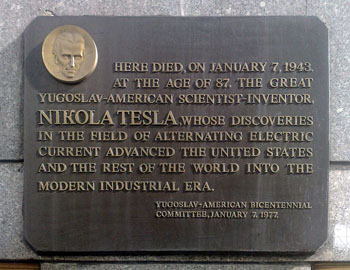 HERE DIED, ON JANUARY 7, 1943,
AT THE AGE OF 87, THE GREAT
YUGOSLAV-AMERICAN SCIENTIST-INVENTOR,
NIKOLA TESLA, WHOSE DISCOVERIES
IN THE FIELD OF ALTERNATING ELECTRIC
CURRENT ADVANCED THE UNITED STATES
AND THE REST OF THE WORLD INTO THE
MODERN INDUSTRIAL ERA.
YUGOSLAV-AMERICAN BICENTENNIAL
COMMITTEE, JANUARY 7, 1977.